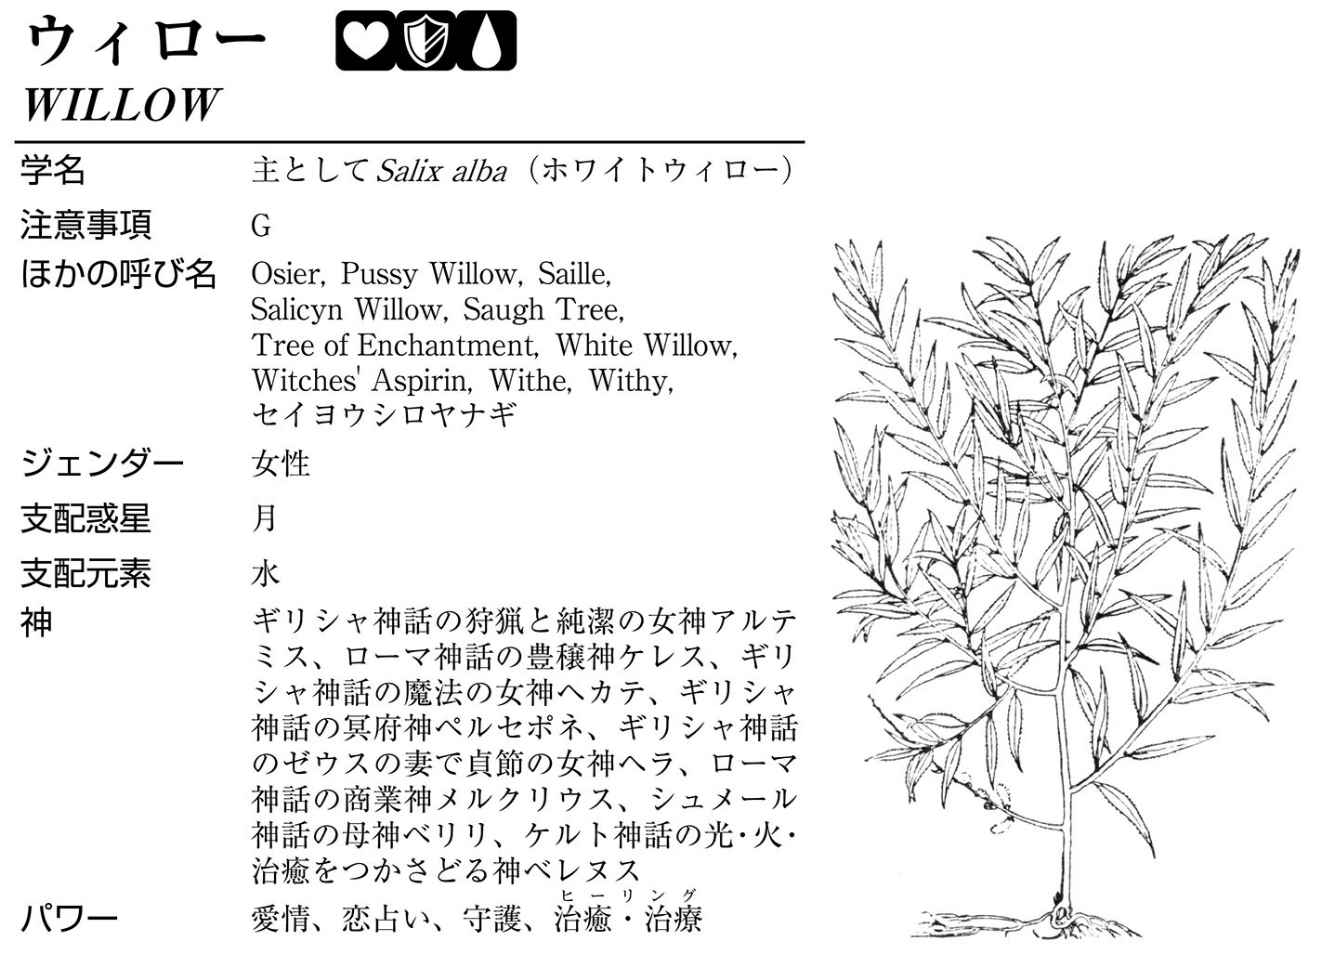 ウィロー
WILLOW
学名 主としてSalix alba（ホワイトウィロー）
注意事項 G
ほかの呼び名 Osier, Pussy Willow, Saille,
Salicyn Willow, Saugh Tree,
Tree of Enchantment, White Willow,
Witches' Aspirin, Withe, Withy,
セイヨウシロヤナギ
ジェンダー 女性
支配惑星 月
支配元素 水
神 ギリシャ神話の狩猟と純潔の女神アルテ
ミス、ローマ神話の豊穣神ケレス、ギリ
シャ神話の魔法の女神ヘカテ、ギリシャ
神話の冥府神ペルセポネ、ギリシャ神話
のゼウスの妻で貞節の女神ヘラ、ローマ
神話の商業神メルクリウス、シュメール
神話の母神ベリリ、ケルト神話の光・火・
治癒をつかさどる神ベレヌス
ヒーリング
パワー 愛情、恋占い、守護、治癒・治療